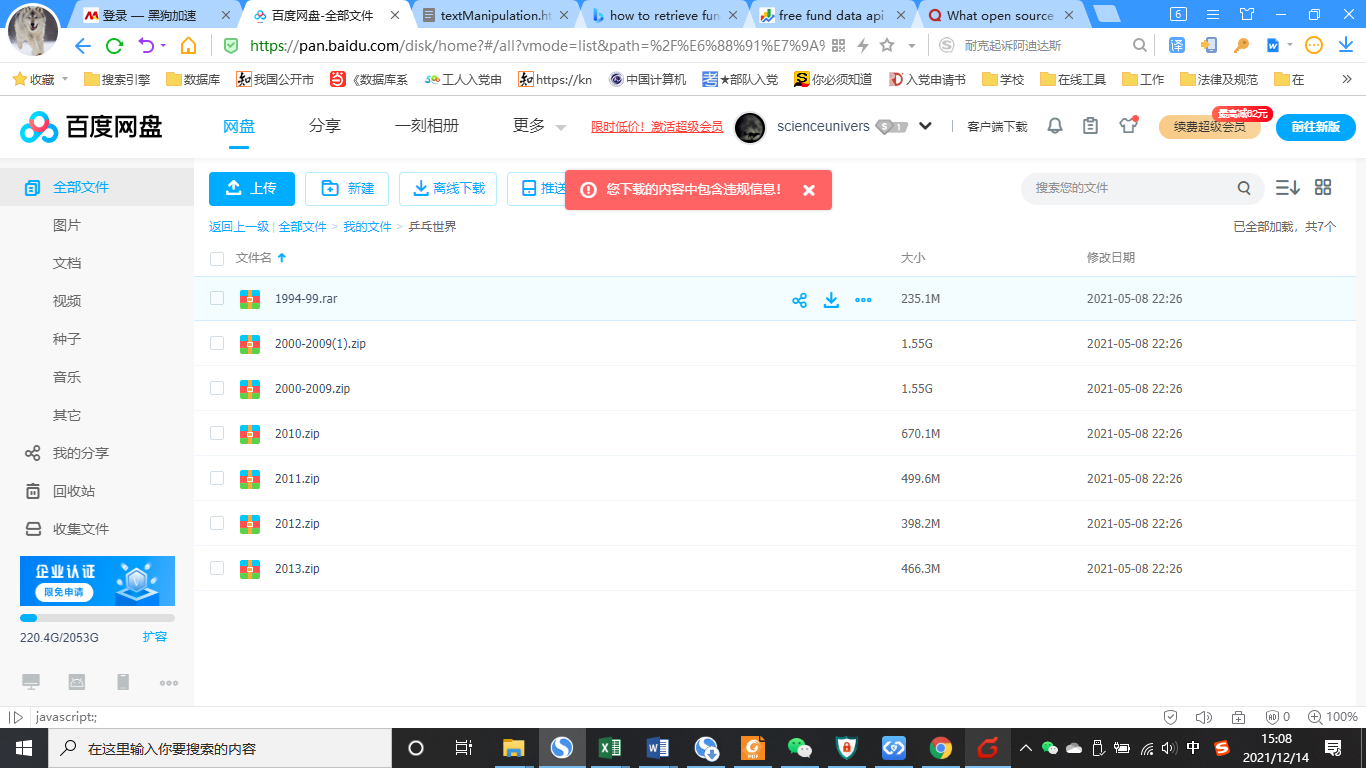 登录 — 黑狗加速
百度网盘-全部文件
textManipulation.ht
how to retrieve fun
free fund data apt
What open source
6
https://pan.baidu.com/disk/home?#/all?vmode=list&path=%2F%E6%88%91%E7%9A%
耐克起诉阿迪达斯
收藏
搜索引擎
数据库
我国公开市
《数据库系
工人入党申
https://kn
中国计算机
★部队入党
你必须知道
入党申请书
学校
在线工具
工作
法律及规范
在
百度网盘
网盘
分享
一刻相册
更多
限时低价！激活超级会员
scienceunivers
S1
客户端下载
最高减62元
续费超级会员
前往新版
全部文件
图片
文档
视频
种子
音乐
其它
我的分享
回收站
收集文件
企业认证
限免申请
220.4G/2053G
扩容
上传
新建
离线下载
推送
您下载的内容中包含违规信息！
搜索您的文件
返回上一级 | 全部文件 > 我的文件 > 乒乓世界
已全部加载，共7个
文件名 大小 修改日期
1994-99.rar 235.1M 2021-05-08 22:26
2000-2009(1).zip 1.55G 2021-05-08 22:26
2000-2009.zip 1.55G 2021-05-08 22:26
2010.zip 670.1M 2021-05-08 22:26
2011.zip 499.6M 2021-05-08 22:26
2012.zip 398.2M 2021-05-08 22:26
2013.zip 466.3M 2021-05-08 22:26
javascript:;
0
100%
在这里输入你要搜索的内容
中
15:08
2021/12/14